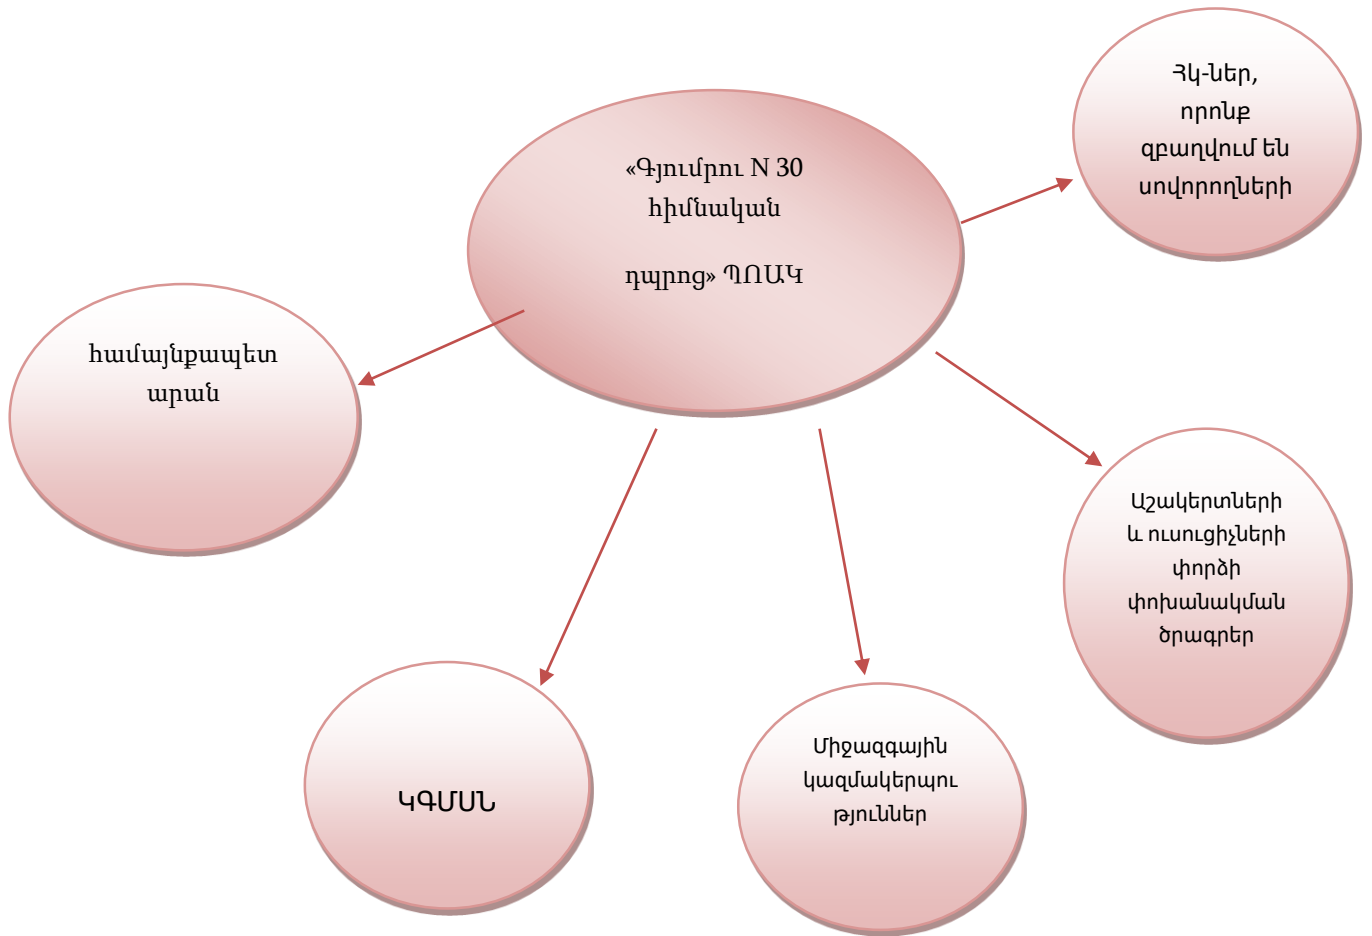 «Գյումրու N 30
հիմնական
դպրոց» ՊՈԱԿ
Հկ-ներ,
որոնք
զբաղվում են
սովորողների
համայնքապետ
արան
Աշակերտների
և ուսուցիչների
փորձի
փոխանակման
ծրագրեր
ԿԳՄՍՆ
Միջազգային
կազմակերպու
թյուններ